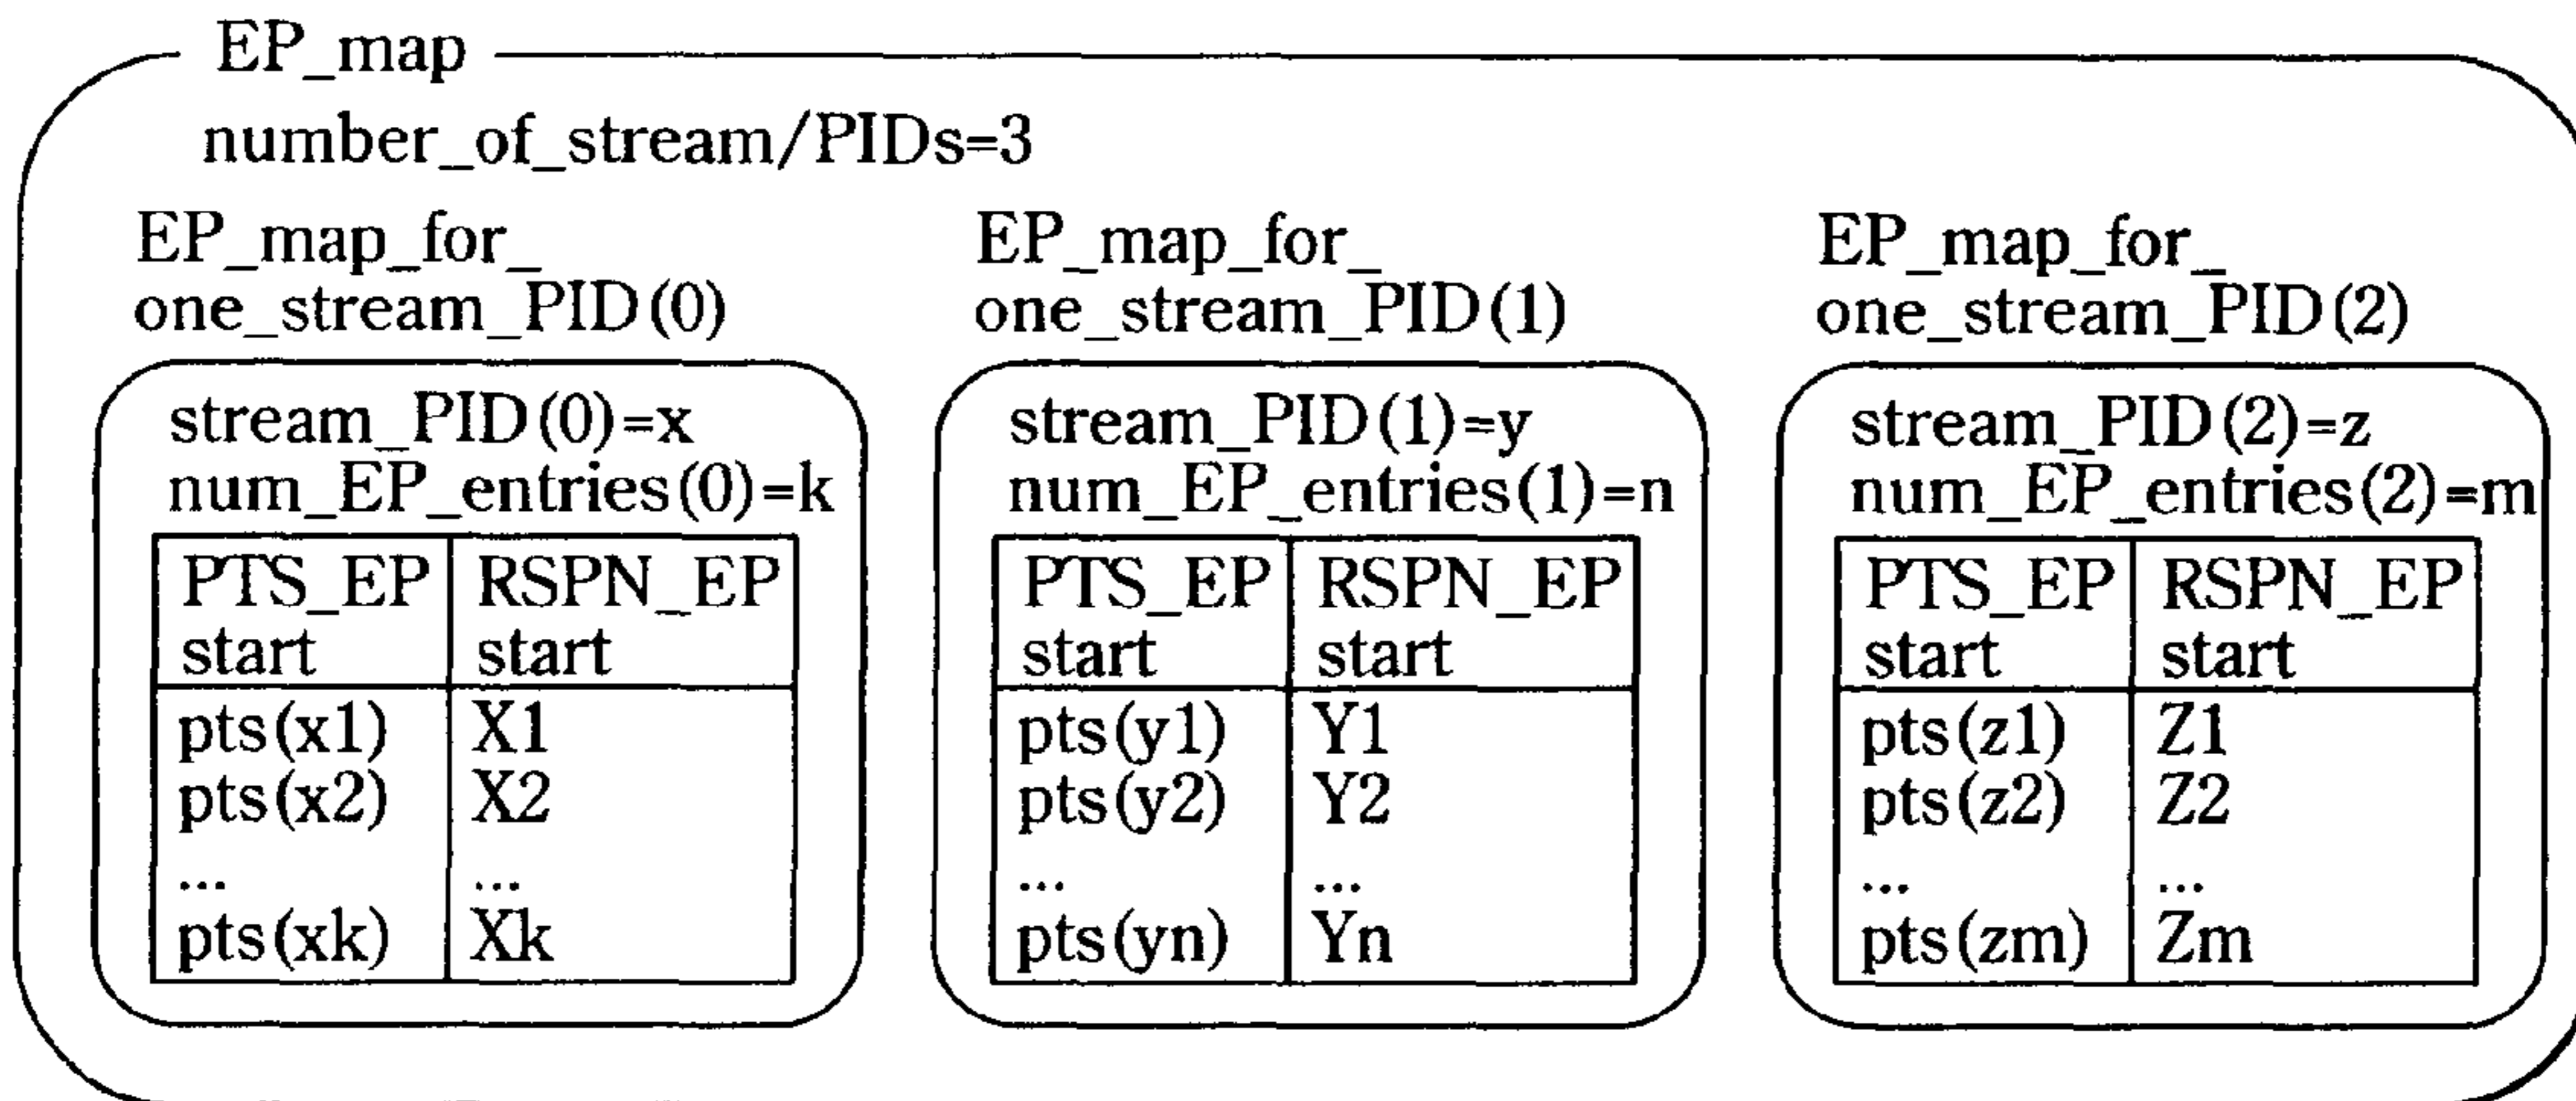 EP_map
number_of_stream/PIDs=3
EP_map_for_
one_stream_PID(0)
stream_PID(0)=x
num_EP_entries(0)=k
PTS_EP RSPN_EP
start start
pts(x1) X1
pts(x2) X2
... ...
pts(xk) Xk
EP_map_for_
one_stream_PID(1)
stream_PID(1)=y
num_EP_entries(1)=n
PTS_EP RSPN_EP
start start
pts(y1) Y1
pts(y2) Y2
... ...
pts(yn) Yn
EP_map_for_
one_stream_PID(2)
stream_PID(2)=z
num_EP_entries(2)=m
PTS_EP RSPN_EP
start start
pts(z1) Z1
pts(z2) Z2
... ...
pts(zm) Zm